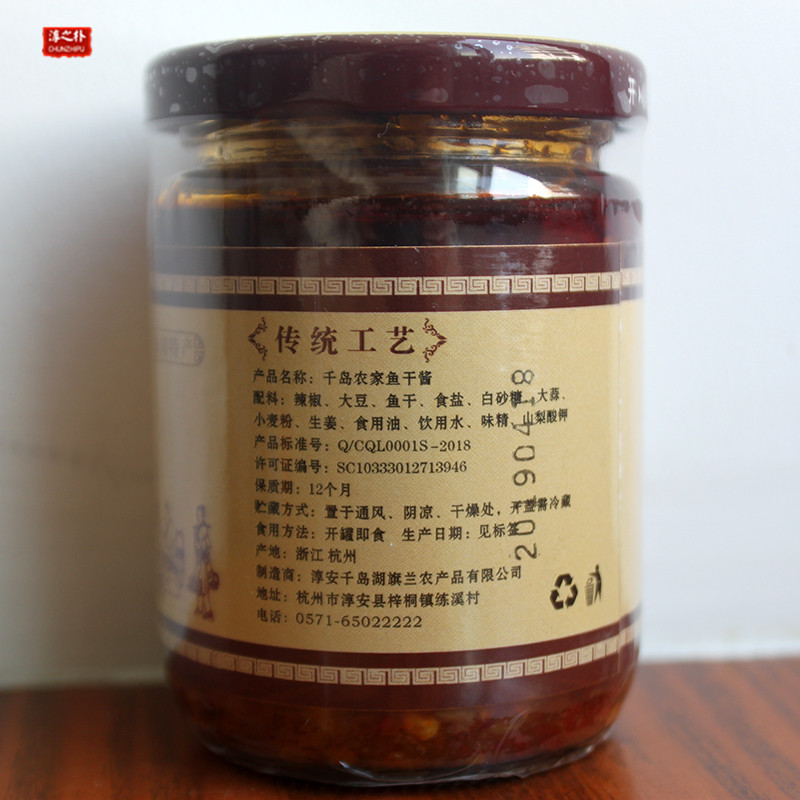 淳之朴
CHUNZHIPU
开
传统工艺
产品名称：千岛农家鱼干酱
配料：辣椒、大豆、鱼干、食盐、白砂糖、大蒜、
小麦粉、生姜、食用油、饮用水、味精、山梨酸钾
产品标准号：Q/CQL0001S-2018
许可证编号：SC10333012713946
保质期：12个月
贮藏方式：置于通风、阴凉、干燥处，开盖需冷藏
食用方法：开罐即食 生产日期：见标签
产地：浙江 杭州
制造商：淳安千岛湖旗兰农产品有限公司
地址：杭州市淳安县梓桐镇练溪村
电话：0571-65022222
20190418